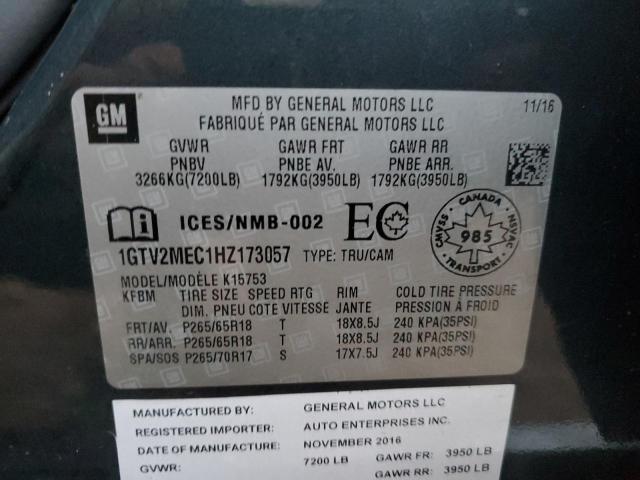 GM
MFD BY GENERAL MOTORS LLC
FABRIQUÉ PAR GENERAL MOTORS LLC
11/16
GVWR GAWR FRT GAWR RR
PNBV PNBE AV. PNBE ARR.
3266KG(7200LB) 1792KG(3950LB) 1792KG(3950LB)
ICES/NMB-002 EC
CANADA
CMVSS 985 NSVAC
TRANSPORT
1GTV2MEC1HZ173057 TYPE: TRU/CAM
MODEL/MODÈLE K15753
KFBM TIRE SIZE SPEED RTG RIM COLD TIRE PRESSURE
DIM. PNEU COTE VITESSE JANTE PRESSION À FROID
FRT/AV. P265/65R18 T 18X8.5J 240 KPA(35PSI)
RR/ARR. P265/65R18 T 18X8.5J 240 KPA(35PSI)
SPA/SOS P265/70R17 S 17X7.5J 240 KPA(35PSI)
MANUFACTURED BY: GENERAL MOTORS LLC
REGISTERED IMPORTER: AUTO ENTERPRISES INC.
DATE OF MANUFACTURE: NOVEMBER 2016
GVWR: 7200 LB GAWR FR: 3950 LB
GAWR RR: 3950 LB